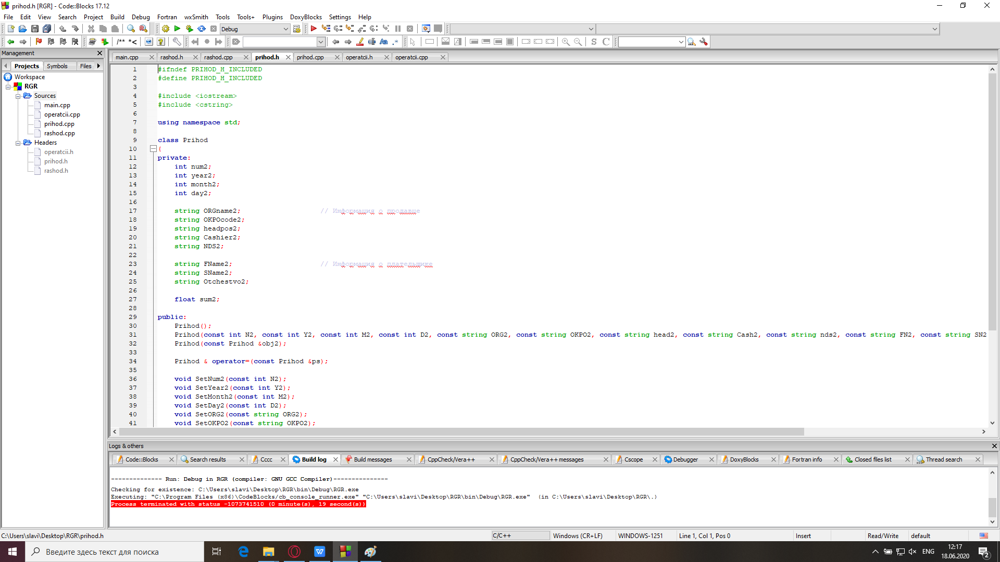 prihod.h [RGR] - Code::Blocks 17.12
File Edit View Search Project Build Debug Fortran wxSmith Tools Tools+ Plugins DoxyBlocks Settings Help
Debug
/** *<
S C
Management
main.cpp rashod.h rashod.cpp prihod.h prihod.cpp operatcii.h operatcii.cpp
Projects Symbols Files
Workspace
RGR
Sources
main.cpp
operatcii.cpp
prihod.cpp
rashod.cpp
Headers
operatcii.h
prihod.h
rashod.h
1 #ifndef PRIHOD_H_INCLUDED
2 #define PRIHOD_H_INCLUDED
3
4 #include <iostream>
5 #include <cstring>
6
7 using namespace std;
8
9 class Prihod
10 {
11 private:
12 int num2;
13 int year2;
14 int month2;
15 int day2;
16
17 string ORGname2; // Информация о продавце
18 string OKPOcode2;
19 string headpos2;
20 string Cashier2;
21 string NDS2;
22
23 string FName2; // Информация о плательщике
24 string SName2;
25 string Otchestvo2;
26
27 float sum2;
28
29 public:
30 Prihod();
31 Prihod(const int N2, const int Y2, const int M2, const int D2, const string ORG2, const string OKPO2, const string head2, const string Cash2, const string nds2, const string FN2, const string SN2
32 Prihod(const Prihod &obj2);
33
34 Prihod & operator=(const Prihod &ps);
35
36 void SetNum2(const int N2);
37 void SetYear2(const int Y2);
38 void SetMonth2(const int M2);
39 void SetDay2(const int D2);
40 void SetORG2(const string ORG2);
41 void SetOKPO2(const string OKPO2);
Logs & others
Code::Blocks Search results Cccc Build log Build messages CppCheck/Vera++ CppCheck/Vera++ messages Cscope Debugger DoxyBlocks Fortran info Closed files list Thread search
-------------- Run: Debug in RGR (compiler: GNU GCC Compiler)---------------
Checking for existence: C:\Users\slavi\Desktop\RGR\bin\Debug\RGR.exe
Executing: "C:\Program Files (x86)\CodeBlocks/cb_console_runner.exe" "C:\Users\slavi\Desktop\RGR\bin\Debug\RGR.exe"  (in C:\Users\slavi\Desktop\RGR\.)
Process terminated with status -1073741510 (0 minute(s), 19 second(s))
C:\Users\slavi\Desktop\RGR\prihod.h C/C++ Windows (CR+LF) WINDOWS-1251 Line 1, Col 1, Pos 0 Insert Read/Write default
Введите здесь текст для поиска
ENG
12:17
18.06.2020
2